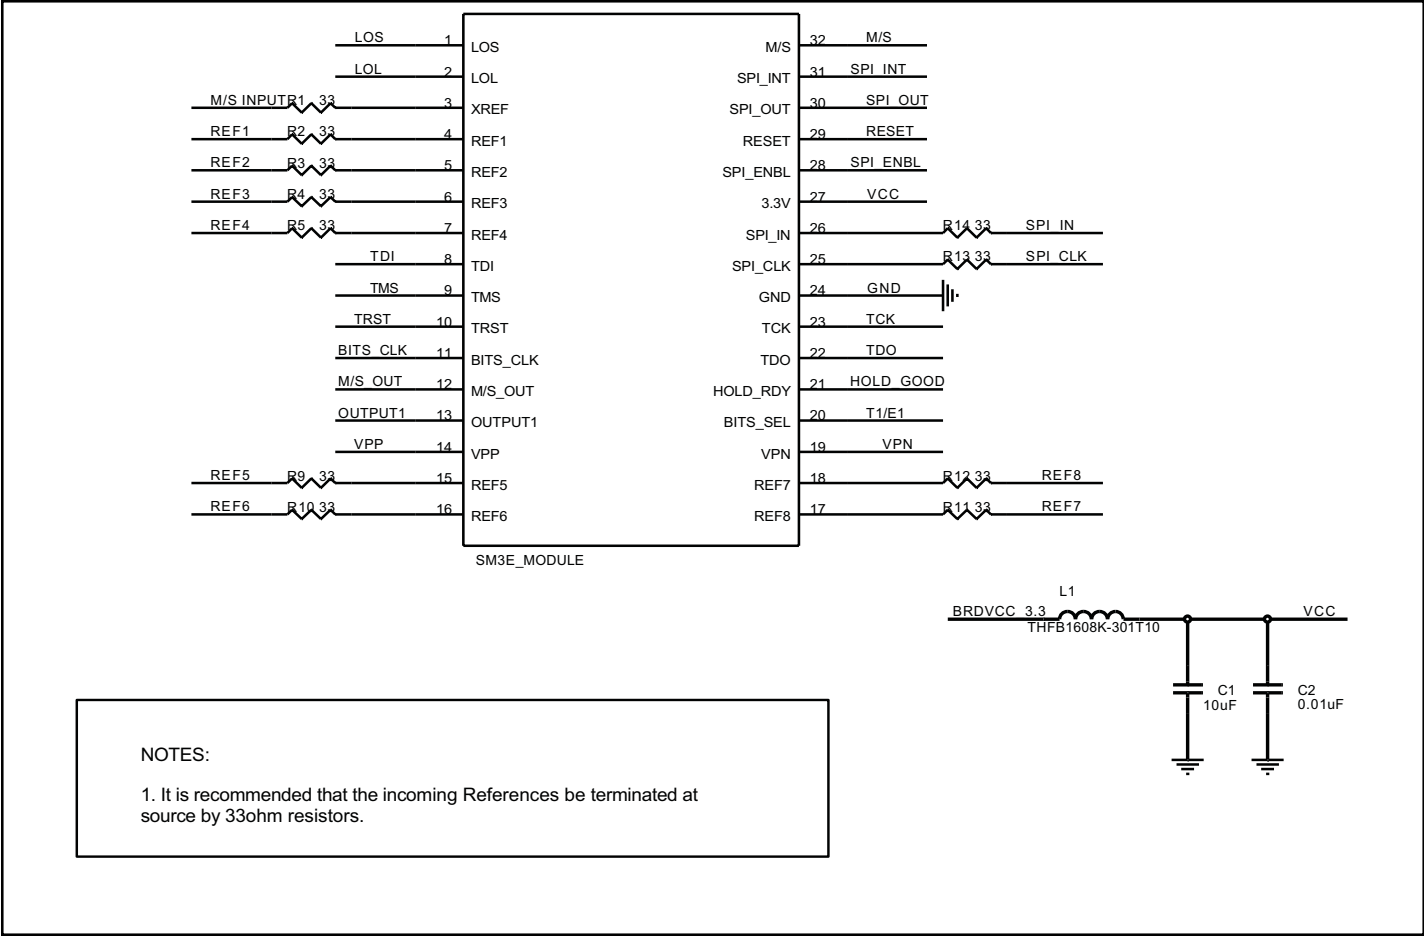 LOS 1 LOS M/S 32 M/S
LOL 2 LOL SPI_INT 31 SPI_INT
M/S INPUT R1 33 3 XREF SPI_OUT 30 SPI_OUT
REF1 R2 33 4 REF1 RESET 29 RESET
REF2 R3 33 5 REF2 SPI_ENBL 28 SPI_ENBL
REF3 R4 33 6 REF3 3.3V 27 VCC
REF4 R5 33 7 REF4 SPI_IN 26 R14 33 SPI_IN
TDI 8 TDI SPI_CLK 25 R13 33 SPI_CLK
TMS 9 TMS GND 24 GND
TRST 10 TRST TCK 23 TCK
BITS_CLK 11 BITS_CLK TDO 22 TDO
M/S_OUT 12 M/S_OUT HOLD_RDY 21 HOLD_GOOD
OUTPUT1 13 OUTPUT1 BITS_SEL 20 T1/E1
VPP 14 VPP VPN 19 VPN
REF5 R9 33 15 REF5 REF7 18 R12 33 REF8
REF6 R10 33 16 REF6 REF8 17 R11 33 REF7
SM3E_MODULE
L1
BRDVCC_3.3 VCC
THFB1608K-301T10
C1 C2
10uF 0.01uF
NOTES:
1. It is recommended that the incoming References be terminated at
source by 33ohm resistors.